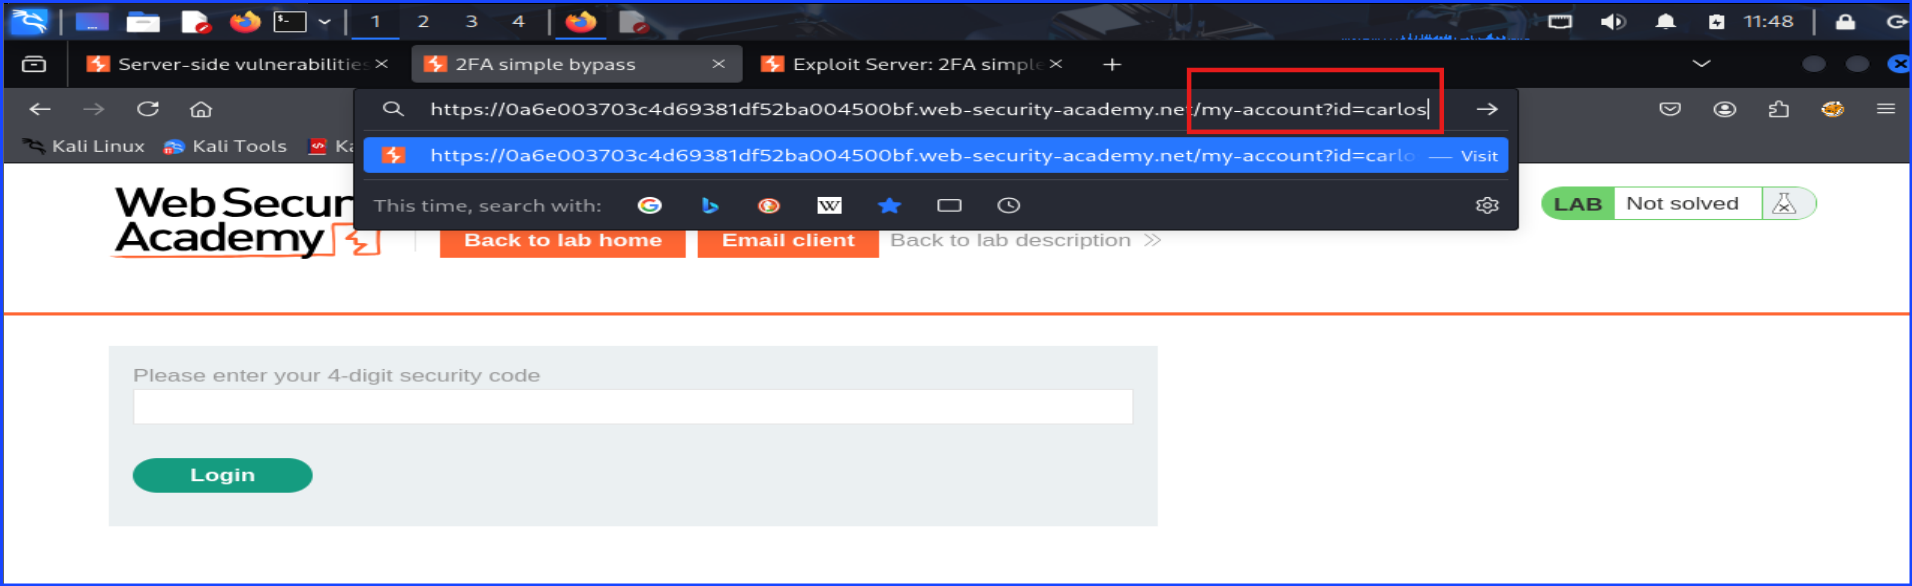 1 2 3 4 11:48
Server-side vulnerabilities 2FA simple bypass Exploit Server: 2FA simple
https://0a6e003703c4d69381df52ba004500bf.web-security-academy.net/my-account?id=carlos
Kali Linux Kali Tools Ka
https://0a6e003703c4d69381df52ba004500bf.web-security-academy.net/my-account?id=carlo — Visit
This time, search with: W
Web Secur
Academy
LAB Not solved
Back to lab home Email client Back to lab description
Please enter your 4-digit security code
Login